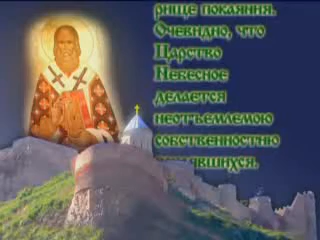 рище покаяния.
Очевидно, что
Царство
Небесное
делается
неотъемлемою
собственностию